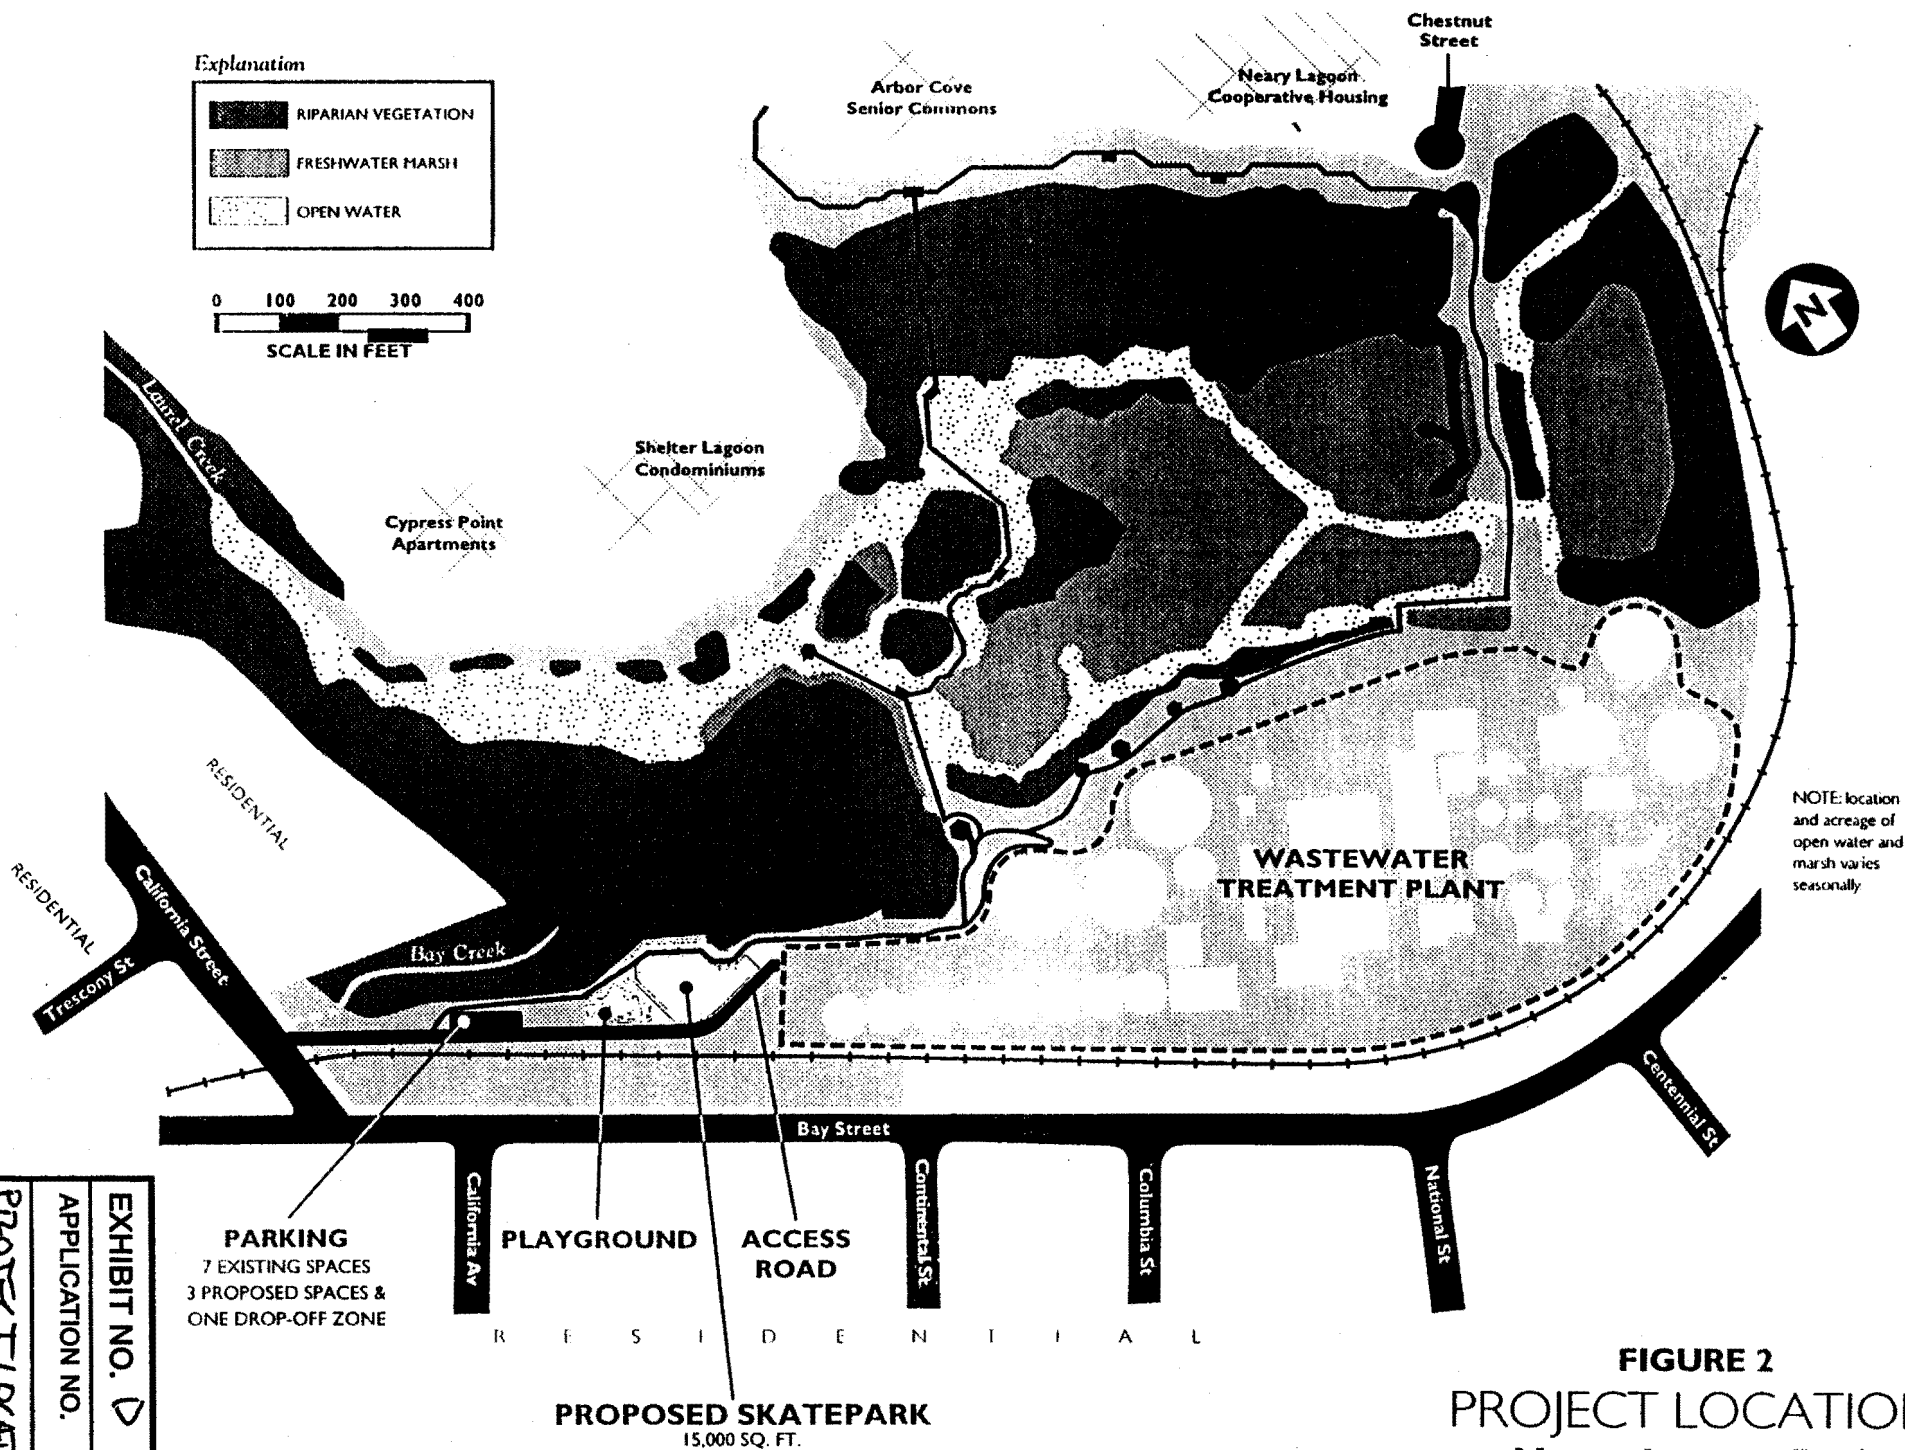 Explanation
RIPARIAN VEGETATION
FRESHWATER MARSH
OPEN WATER
0 100 200 300 400
SCALE IN FEET
Arbor Cove
Senior Commons
Neary Lagoon
Cooperative Housing
Chestnut
Street
N
Laurel Creek
Shelter Lagoon
Condominiums
Cypress Point
Apartments
RESIDENTIAL
RESIDENTIAL
California Street
Trescony St
Bay Creek
WASTEWATER
TREATMENT PLANT
NOTE: location
and acreage of
open water and
marsh varies
seasonally
Centennial St
Bay Street
California Av
Continental St
Columbia St
National St
PARKING
7 EXISTING SPACES
3 PROPOSED SPACES &
ONE DROP-OFF ZONE
PLAYGROUND
ACCESS
ROAD
RESIDENTIAL
PROPOSED SKATEPARK
15,000 SQ. FT.
EXHIBIT NO. D
APPLICATION NO.
FIGURE 2
PROJECT LOCATION